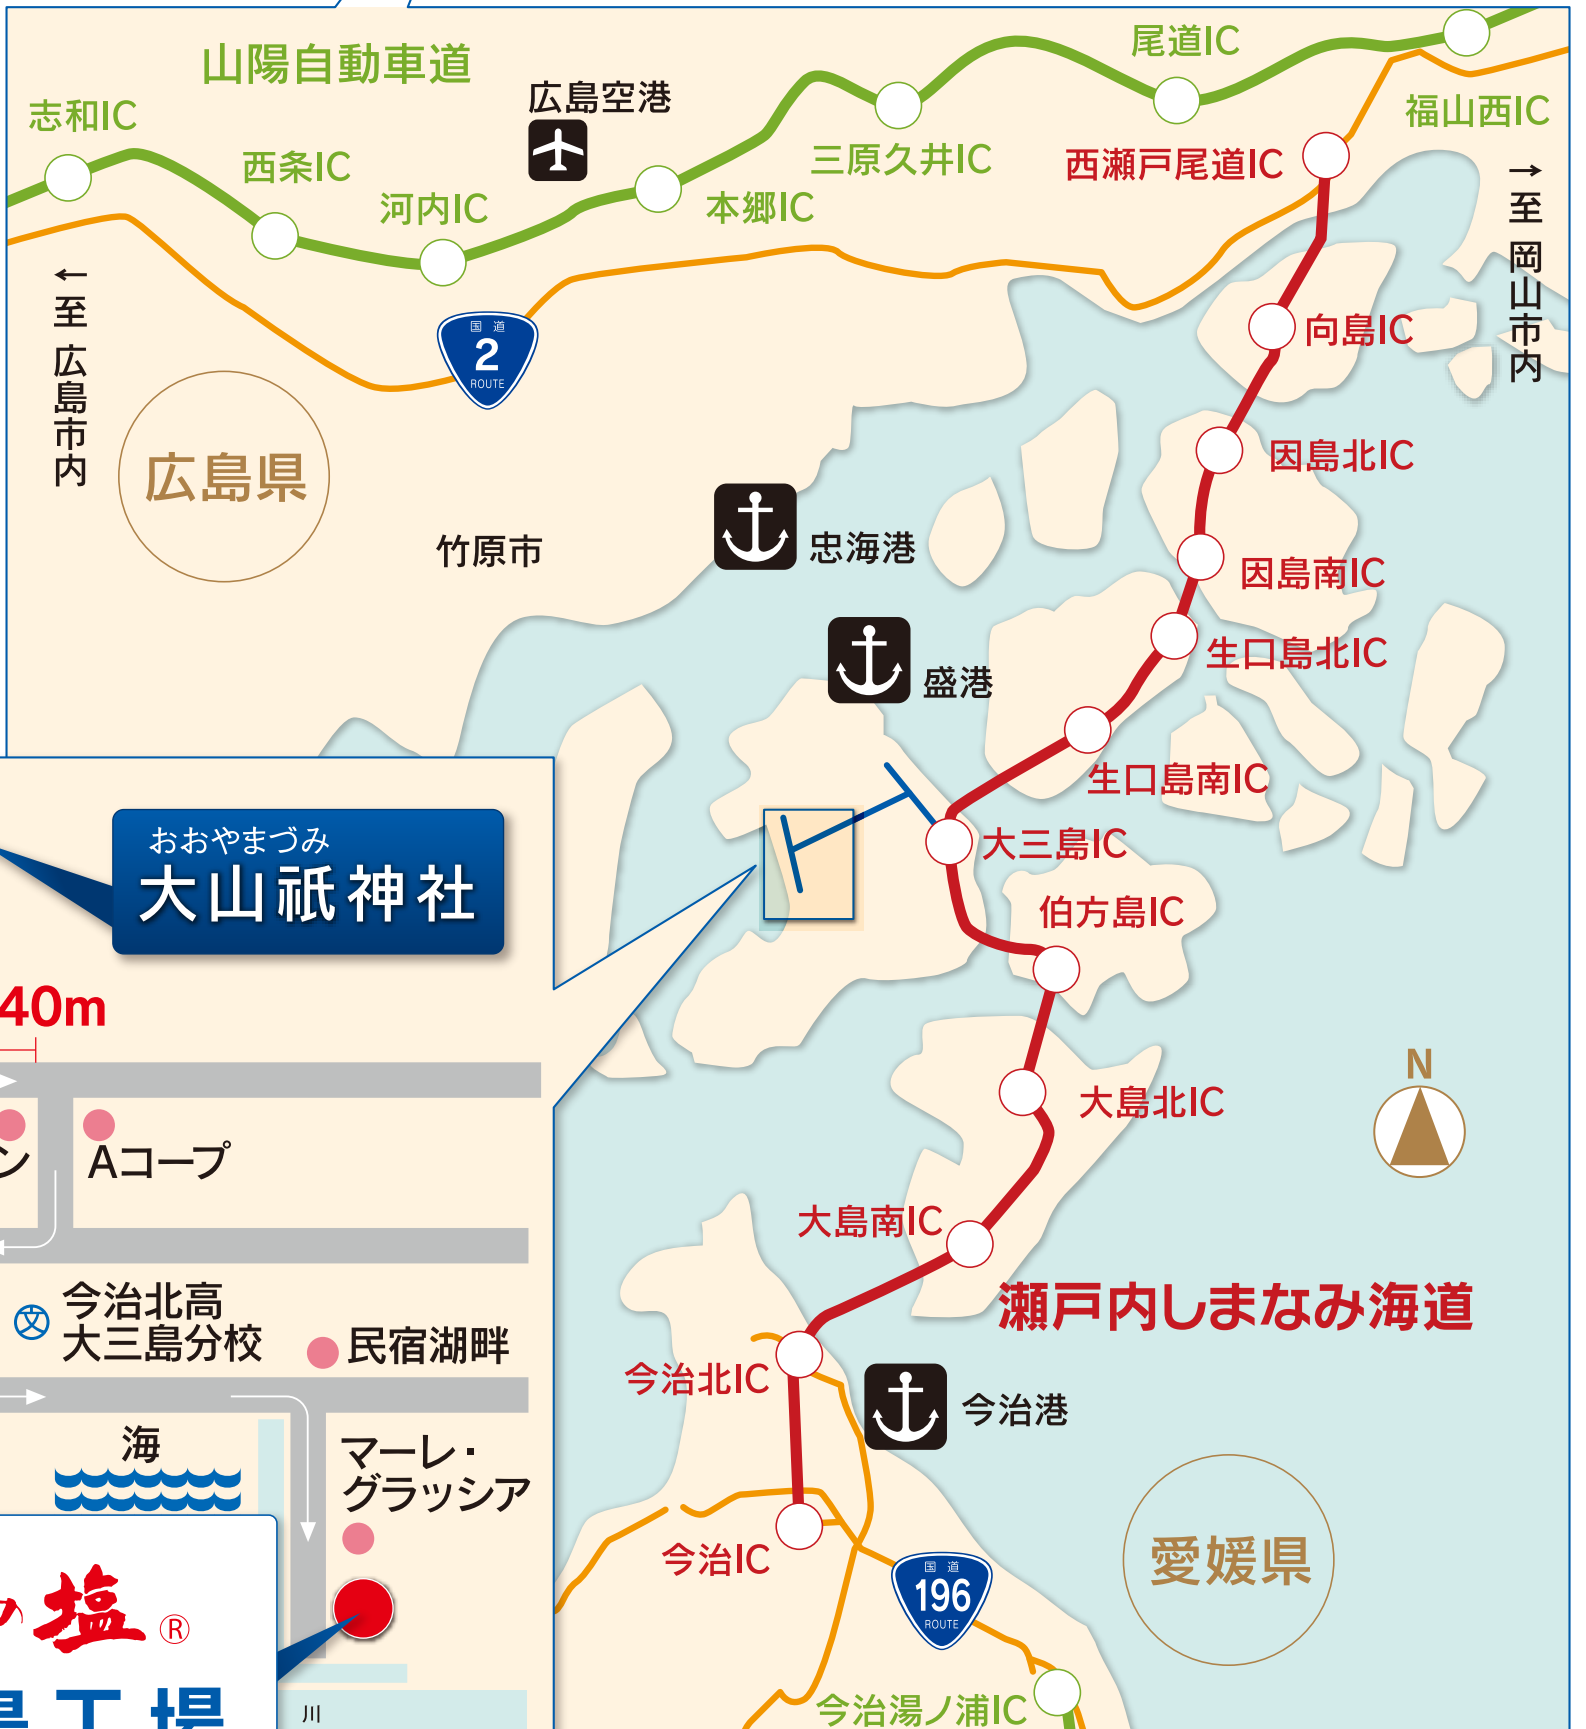 山陽自動車道
尾道IC
広島空港
志和IC
福山西IC
西条IC
三原久井IC
西瀬戸尾道IC
河内IC
本郷IC
→至 岡山市内
←至 広島市内
国道
2
ROUTE
向島IC
広島県
因島北IC
竹原市
忠海港
因島南IC
生口島北IC
盛港
生口島南IC
おおやまづみ
大山祇神社
大三島IC
伯方島IC
40m
N
大島北IC
ン
Aコープ
大島南IC
今治北高
大三島分校
文
民宿湖畔
瀬戸内しまなみ海道
今治北IC
今治港
海
マーレ・
グラッシア
今治IC
愛媛県
国道
196
ROUTE
の塩®
工場
川
今治湯ノ浦IC